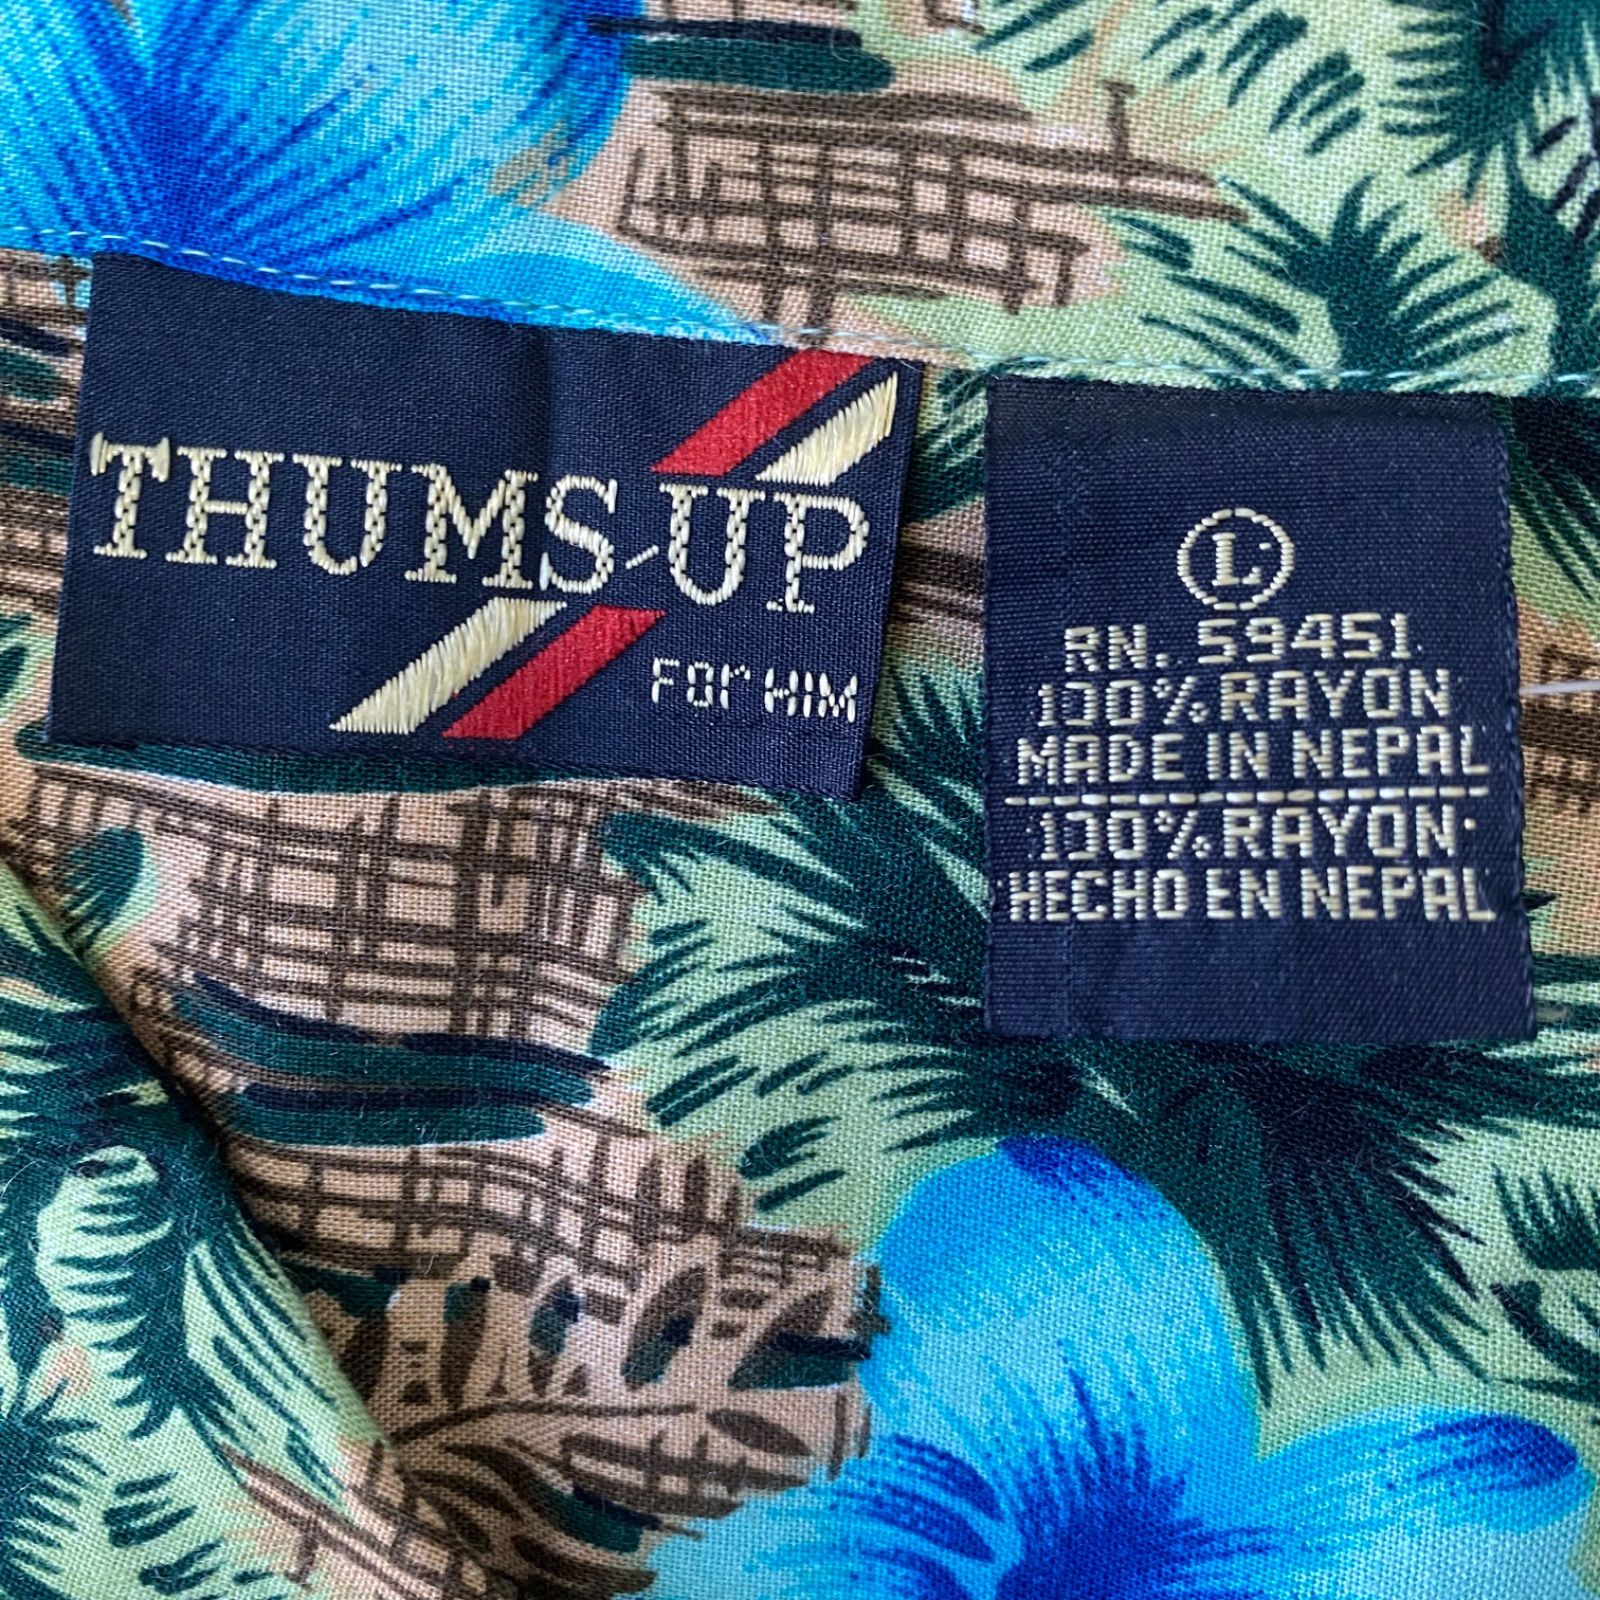 THUMS-UP
For HIM
L
RN. 59451
100% RAYON
MADE IN NEPAL
100% RAYON
HECHO EN NEPAL